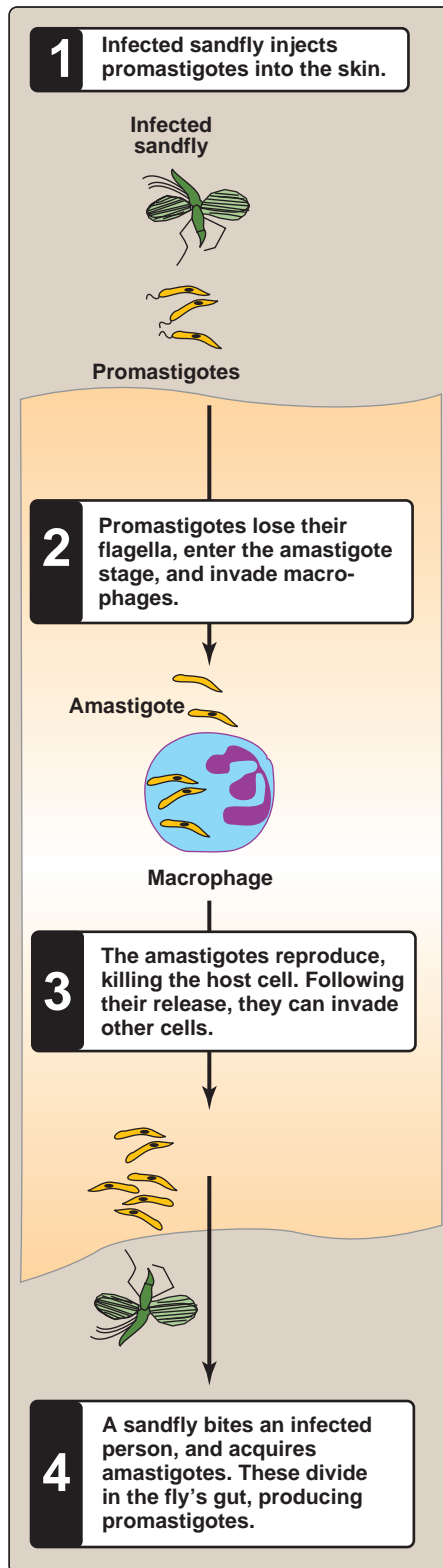 1
Infected sandfly injects
promastigotes into the skin.
Infected
sandfly
Promastigotes
2
Promastigotes lose their
flagella, enter the amastigote
stage, and invade macro-
phages.
Amastigote
Macrophage
3
The amastigotes reproduce,
killing the host cell. Following
their release, they can invade
other cells.
4
A sandfly bites an infected
person, and acquires
amastigotes. These divide
in the fly's gut, producing
promastigotes.